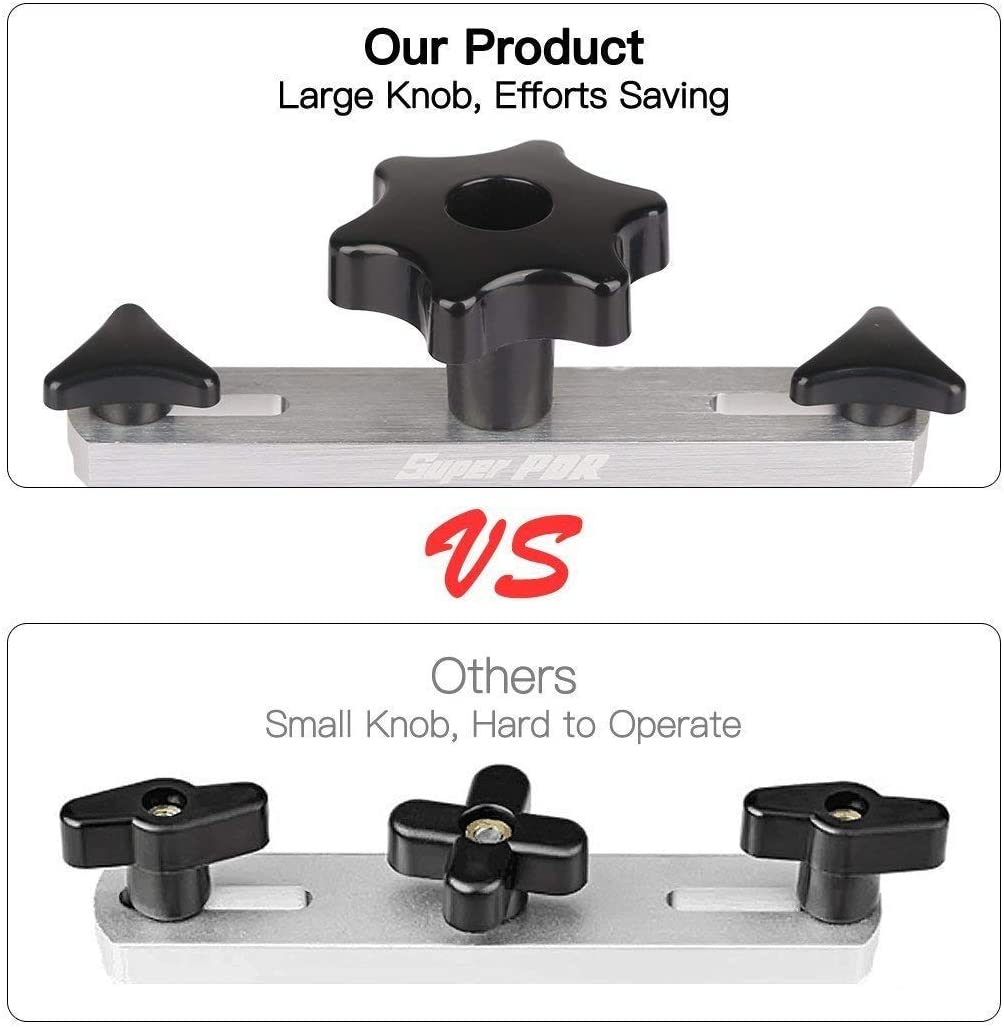 Our Product
Large Knob, Efforts Saving
Super PDR
VS
Others
Small Knob, Hard to Operate